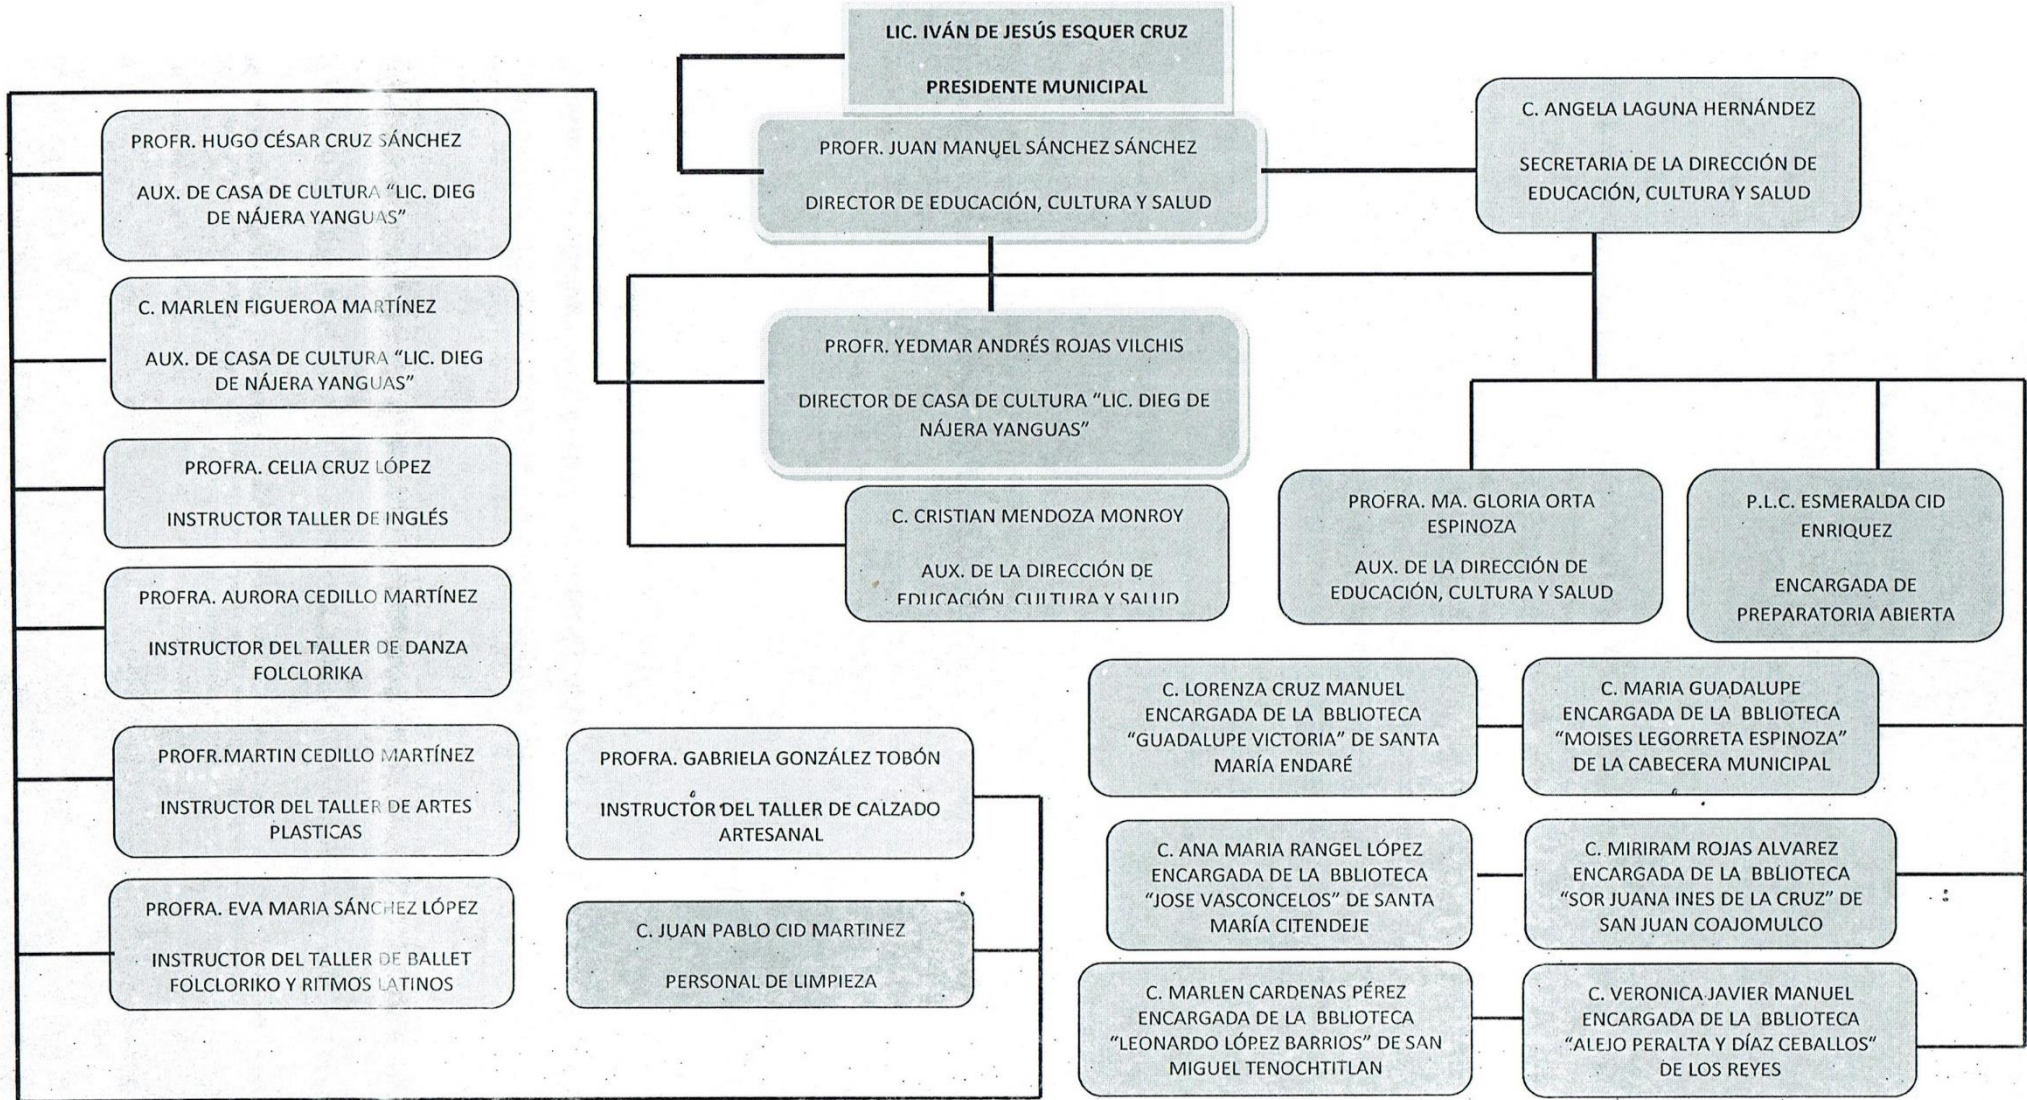 LIC. IVÁN DE JESÚS ESQUER CRUZ
PRESIDENTE MUNICIPAL
PROFR. JUAN MANUEL SÁNCHEZ SÁNCHEZ
DIRECTOR DE EDUCACIÓN, CULTURA Y SALUD
C. ANGELA LAGUNA HERNÁNDEZ
SECRETARIA DE LA DIRECCIÓN DE
EDUCACIÓN, CULTURA Y SALUD
PROFR. HUGO CÉSAR CRUZ SÁNCHEZ
AUX. DE CASA DE CULTURA "LIC. DIEG
DE NÁJERA YANGUAS"
C. MARLEN FIGUEROA MARTÍNEZ
AUX. DE CASA DE CULTURA "LIC. DIEG
DE NÁJERA YANGUAS"
PROFRA. CELIA CRUZ LÓPEZ
INSTRUCTOR TALLER DE INGLÉS
PROFRA. AURORA CEDILLO MARTÍNEZ
INSTRUCTOR DEL TALLER DE DANZA
FOLCLORIKA
PROFR.MARTIN CEDILLO MARTÍNEZ
INSTRUCTOR DEL TALLER DE ARTES
PLASTICAS
PROFRA. EVA MARIA SÁNCHEZ LÓPEZ
INSTRUCTOR DEL TALLER DE BALLET
FOLCLORIKO Y RITMOS LATINOS
PROFR. YEDMAR ANDRÉS ROJAS VILCHIS
DIRECTOR DE CASA DE CULTURA "LIC. DIEG DE
NÁJERA YANGUAS"
C. CRISTIAN MENDOZA MONROY
AUX. DE LA DIRECCIÓN DE
EDUCACIÓN, CULTURA Y SALUD
PROFRA. MA. GLORIA ORTA
ESPINOZA
AUX. DE LA DIRECCIÓN DE
EDUCACIÓN, CULTURA Y SALUD
P.L.C. ESMERALDA CID
ENRIQUEZ
ENCARGADA DE
PREPARATORIA ABIERTA
PROFRA. GABRIELA GONZÁLEZ TOBÓN
INSTRUCTOR DEL TALLER DE CALZADO
ARTESANAL
C. JUAN PABLO CID MARTINEZ
PERSONAL DE LIMPIEZA
C. LORENZA CRUZ MANUEL
ENCARGADA DE LA BBLIOTECA
"GUADALUPE VICTORIA" DE SANTA
MARÍA ENDARÉ
C. MARIA GUADALUPE
ENCARGADA DE LA BBLIOTECA
"MOISES LEGORRETA ESPINOZA"
DE LA CABECERA MUNICIPAL
C. ANA MARIA RANGEL LÓPEZ
ENCARGADA DE LA BBLIOTECA
"JOSE VASCONCELOS" DE SANTA
MARÍA CITENDEJE
C. MIRIRAM ROJAS ALVAREZ
ENCARGADA DE LA BBLIOTECA
"SOR JUANA INES DE LA CRUZ" DE
SAN JUAN COAJOMULCO
C. MARLEN CARDENAS PÉREZ
ENCARGADA DE LA BBLIOTECA
"LEONARDO LÓPEZ BARRIOS" DE SAN
MIGUEL TENOCHTITLAN
C. VERONICA JAVIER MANUEL
ENCARGADA DE LA BBLIOTECA
"ALEJO PERALTA Y DÍAZ CEBALLOS"
DE LOS REYES